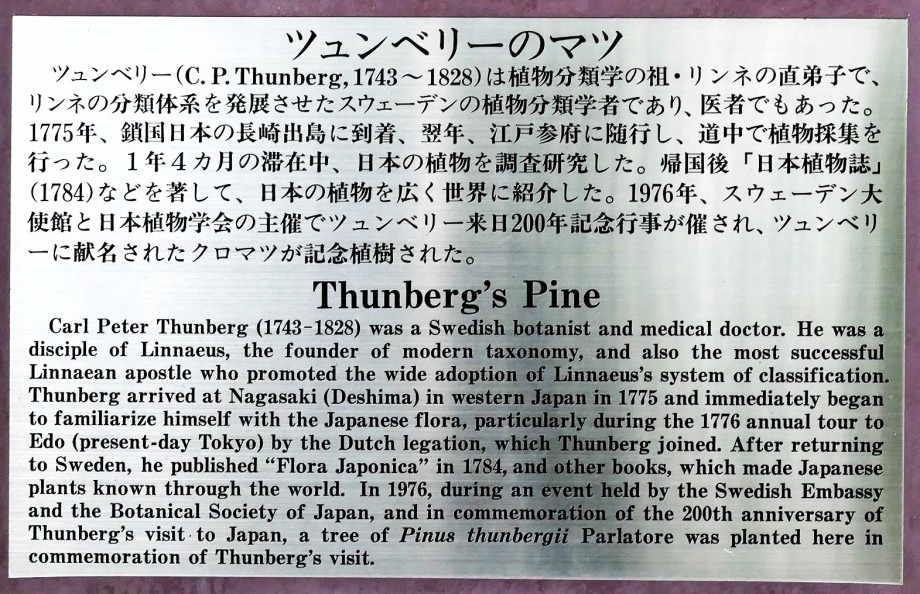 ツュンベリーのマツ
ツュンベリー(C. P. Thunberg, 1743～1828)は植物分類学の祖・リンネの直弟子で、
リンネの分類体系を発展させたスウェーデンの植物分類学者であり、医者でもあった。
1775年、鎖国日本の長崎出島に到着、翌年、江戸参府に随行し、道中で植物採集を
行った。１年４カ月の滞在中、日本の植物を調査研究した。帰国後「日本植物誌」
(1784)などを著して、日本の植物を広く世界に紹介した。1976年、スウェーデン大
使館と日本植物学会の主催でツュンベリー来日200年記念行事が催され、ツュンベリ
ーに献名されたクロマツが記念植樹された。
Thunberg's Pine
Carl Peter Thunberg (1743-1828) was a Swedish botanist and medical doctor. He was a
disciple of Linnaeus, the founder of modern taxonomy, and also the most successful
Linnaean apostle who promoted the wide adoption of Linnaeus's system of classification.
Thunberg arrived at Nagasaki (Deshima) in western Japan in 1775 and immediately began
to familiarize himself with the Japanese flora, particularly during the 1776 annual tour to
Edo (present-day Tokyo) by the Dutch legation, which Thunberg joined. After returning
to Sweden, he published "Flora Japonica" in 1784, and other books, which made Japanese
plants known through the world. In 1976, during an event held by the Swedish Embassy
and the Botanical Society of Japan, and in commemoration of the 200th anniversary of
Thunberg's visit to Japan, a tree of Pinus thunbergii Parlatore was planted here in
commemoration of Thunberg's visit.